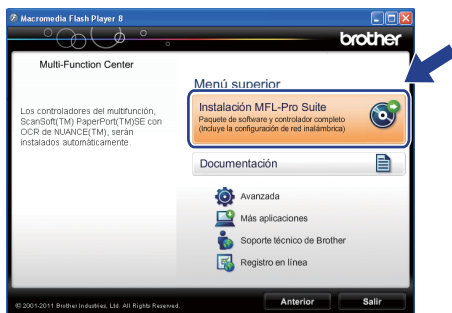 Macromedia Flash Player 8
brother
Multi-Function Center
Menú superior
Los controladores del multifunción,
ScanSoft(TM) PaperPort(TM)SE con
OCR de NUANCE(TM), serán
instalados automáticamente.
Instalación MFL-Pro Suite
Paquete de software y controlador completo
(Incluye la configuración de red inalámbrica)
Documentación
Avanzada
Más aplicaciones
Soporte técnico de Brother
Registro en línea
© 2001-2011 Brother Industries, Ltd. All Rights Reserved.
Anterior
Salir